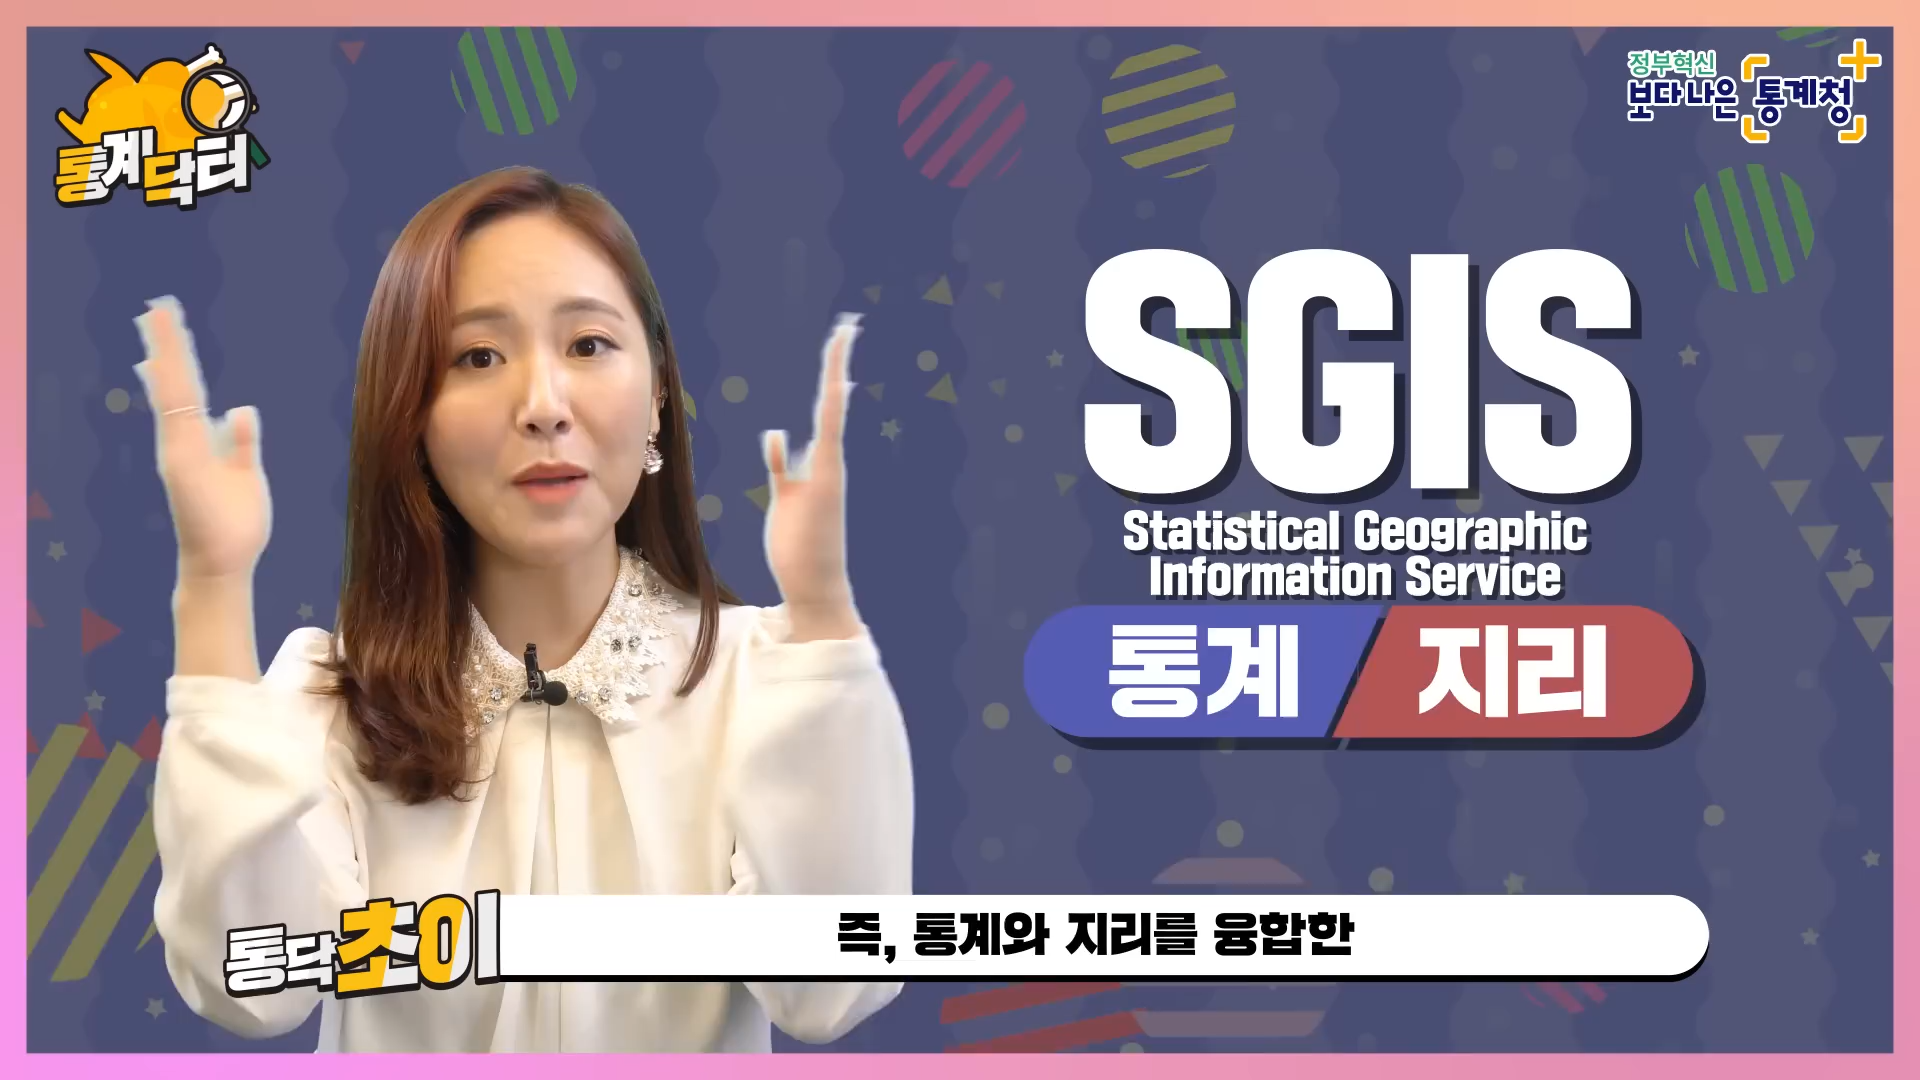 통계닥터
정부혁신
보다 나은 통계청
SGIS
Statistical Geographic
Information Service
통계 지리
통닥초이
즉, 통계와 지리를 융합한